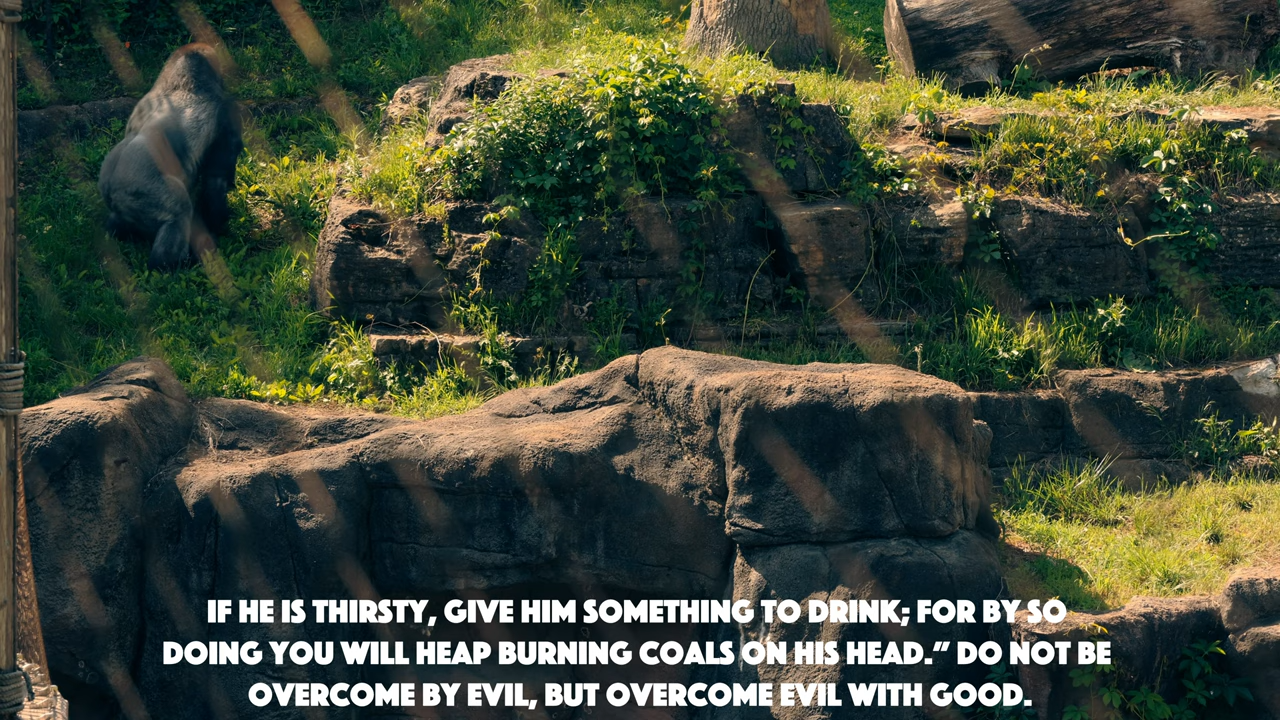 IF HE IS THIRSTY, GIVE HIM SOMETHING TO DRINK; FOR BY SO
DOING YOU WILL HEAP BURNING COALS ON HIS HEAD.” DO NOT BE
OVERCOME BY EVIL, BUT OVERCOME EVIL WITH GOOD.